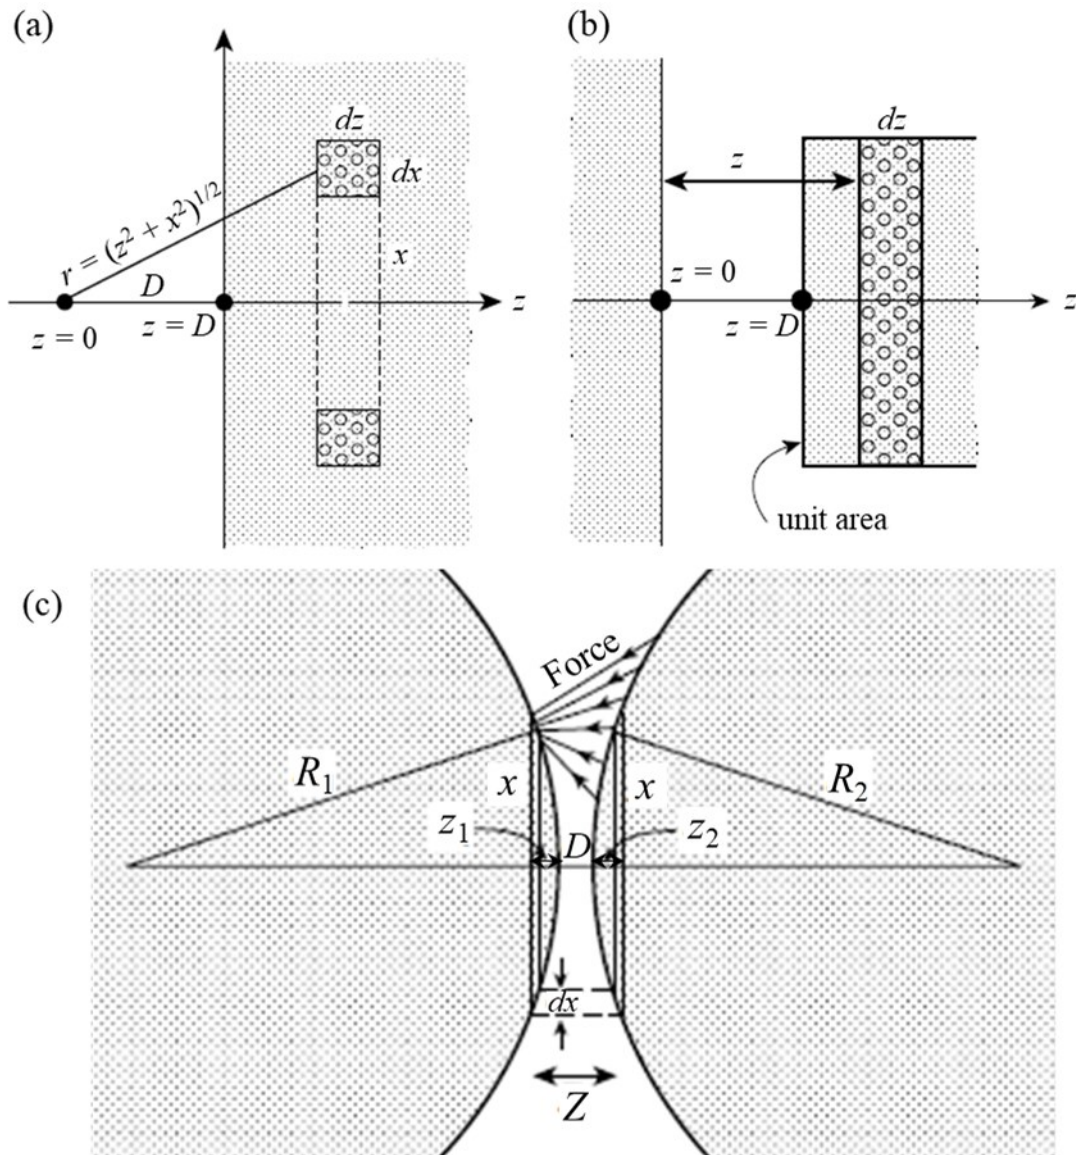 (a)
dz
dx
r = (z² + x²)^1/2
x
D
z
z = 0
z = D
(b)
dz
z
z = 0
z = D
z
unit area
(c)
Force
R₁
x
x
R₂
z₁
D
z₂
dx
Z